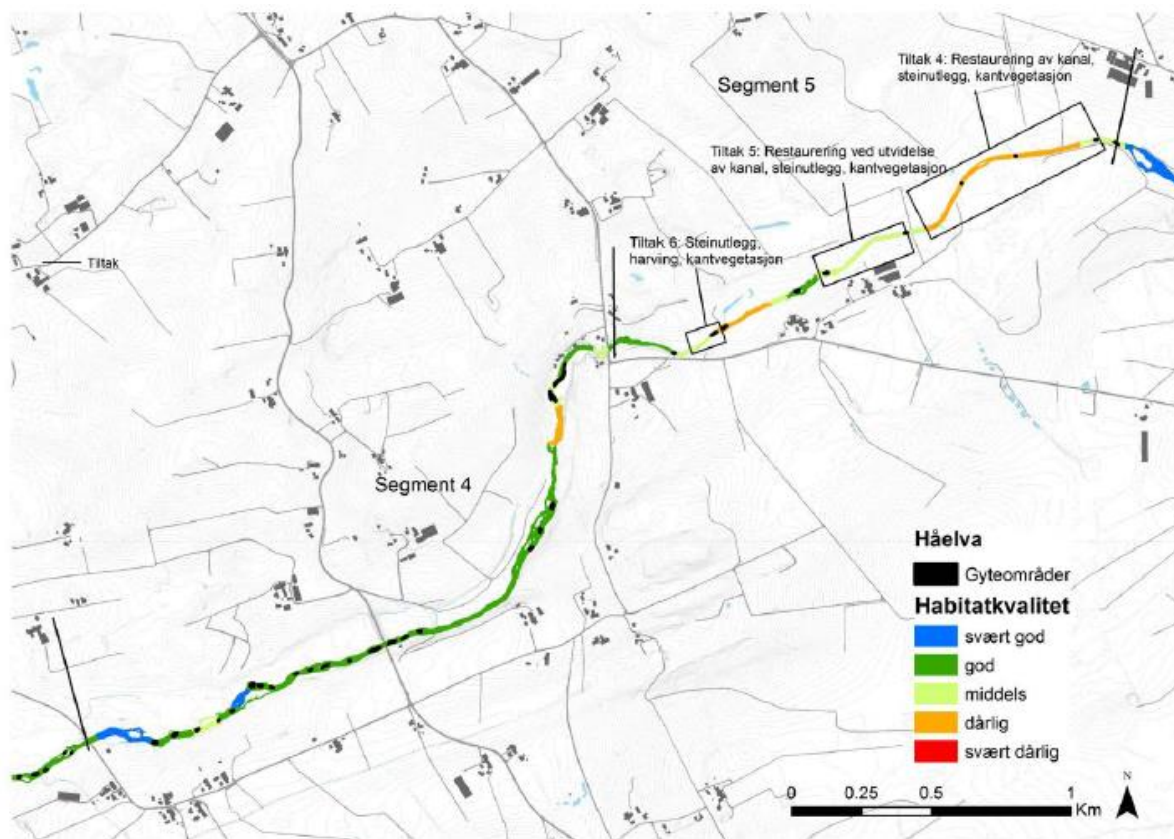 Tiltak 4: Restaurering av kanal,
steinutlegg, kantvegetasjon
Segment 5
Tiltak 5: Restaurering ved utvidelse
av kanal, steinutlegg, kantvegetasjon
Tiltak 6: Steinutlegg,
harving, kantvegetasjon
Tiltak
Segment 4
Håelva
Gyteområder
Habitatkvalitet
svært god
god
middels
dårlig
svært dårlig
N
0 0.25 0.5 1
Km